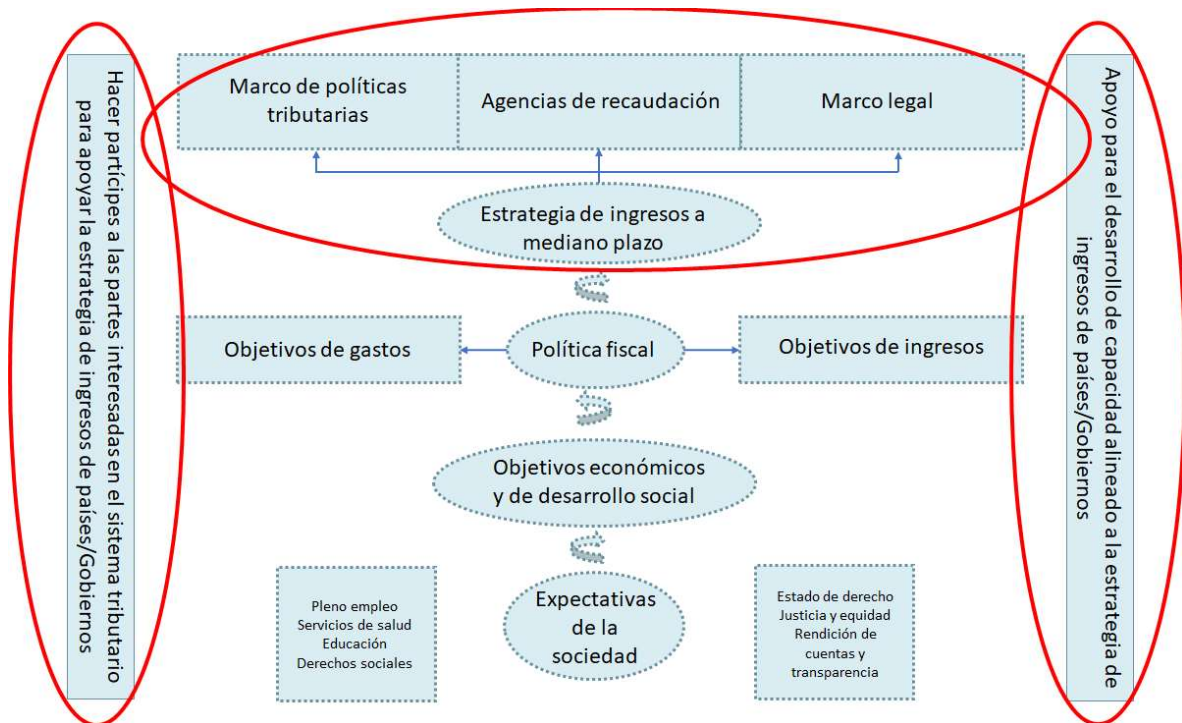 Hacer partícipes a las partes interesadas en el sistema tributario
para apoyar la estrategia de ingresos de países/Gobiernos
Marco de políticas
tributarias
Agencias de recaudación
Marco legal
Estrategia de ingresos a
mediano plazo
Objetivos de gastos
Política fiscal
Objetivos de ingresos
Objetivos económicos
y de desarrollo social
Pleno empleo
Servicios de salud
Educación
Derechos sociales
Expectativas
de la
sociedad
Estado de derecho
Justicia y equidad
Rendición de
cuentas y
transparencia
Apoyo para el desarrollo de capacidad alineado a la estrategia de
ingresos de países/Gobiernos